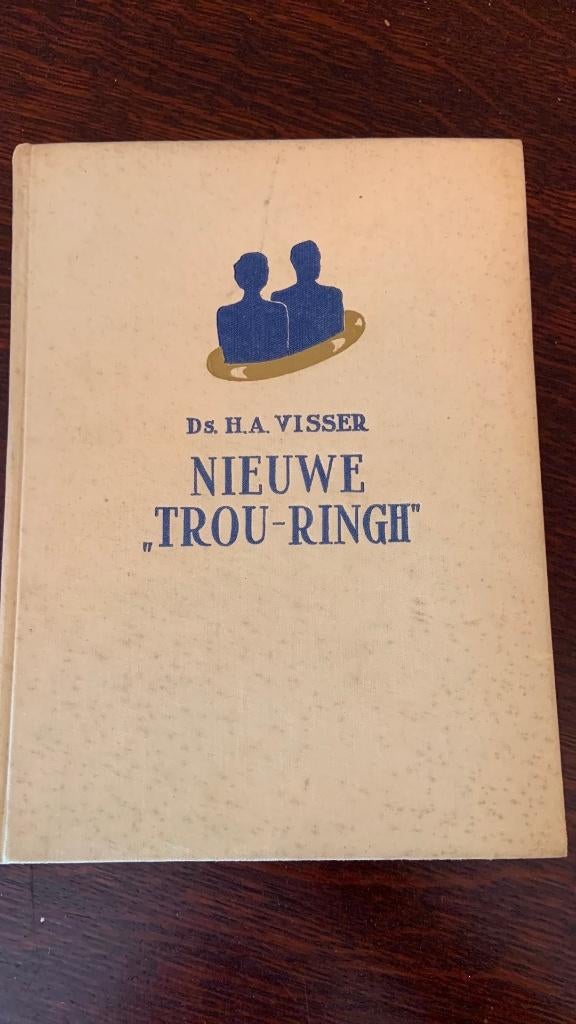 Ds. H.A. VISSER
NIEUWE
„TROU-RINGH"